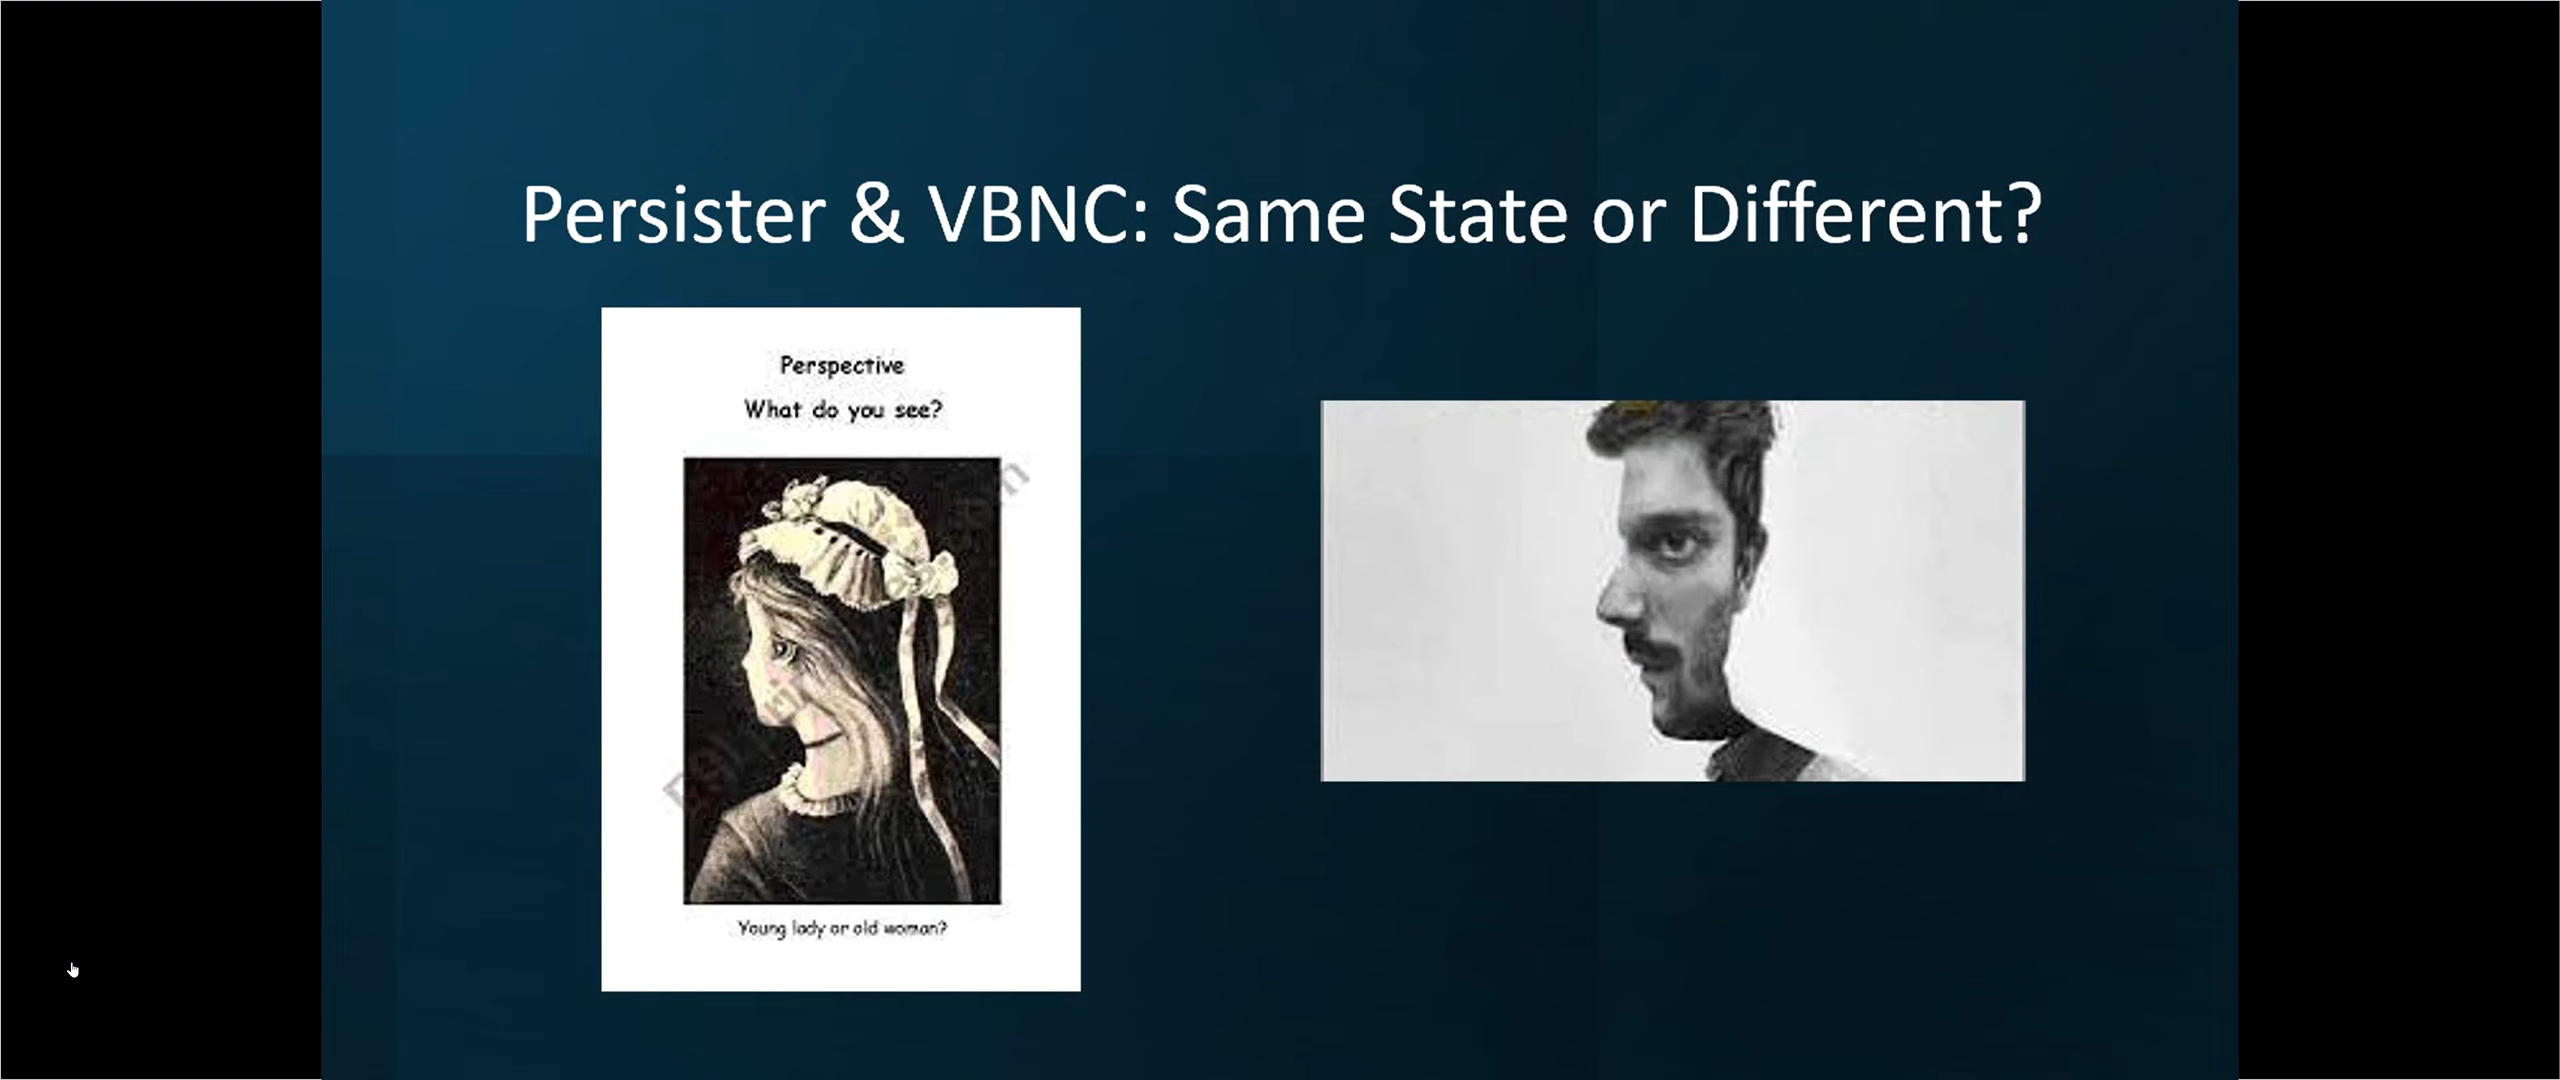 Persister & VBNC: Same State or Different?
Perspective
What do you see?
Young lady or old woman?